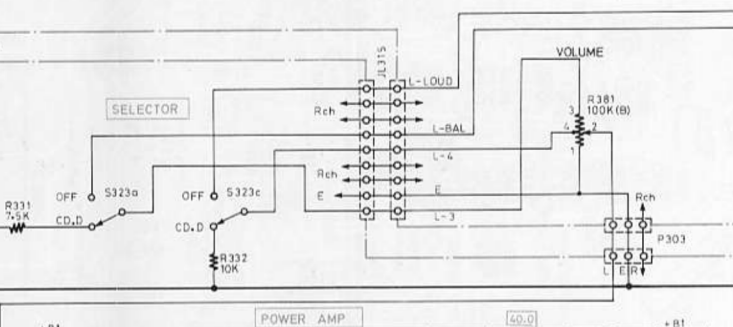 JL315
L-LOUD
VOLUME
SELECTOR
Rch
R381
100K(B)
3
4 2
1
L-BAL
L-4
Rch
R331
7.5K
OFF
S323a
OFF
S323c
E
E
Rch
CD.D
CD.D
L-3
P303
R332
10K
L E R
POWER AMP
40.0
+B1
+B1